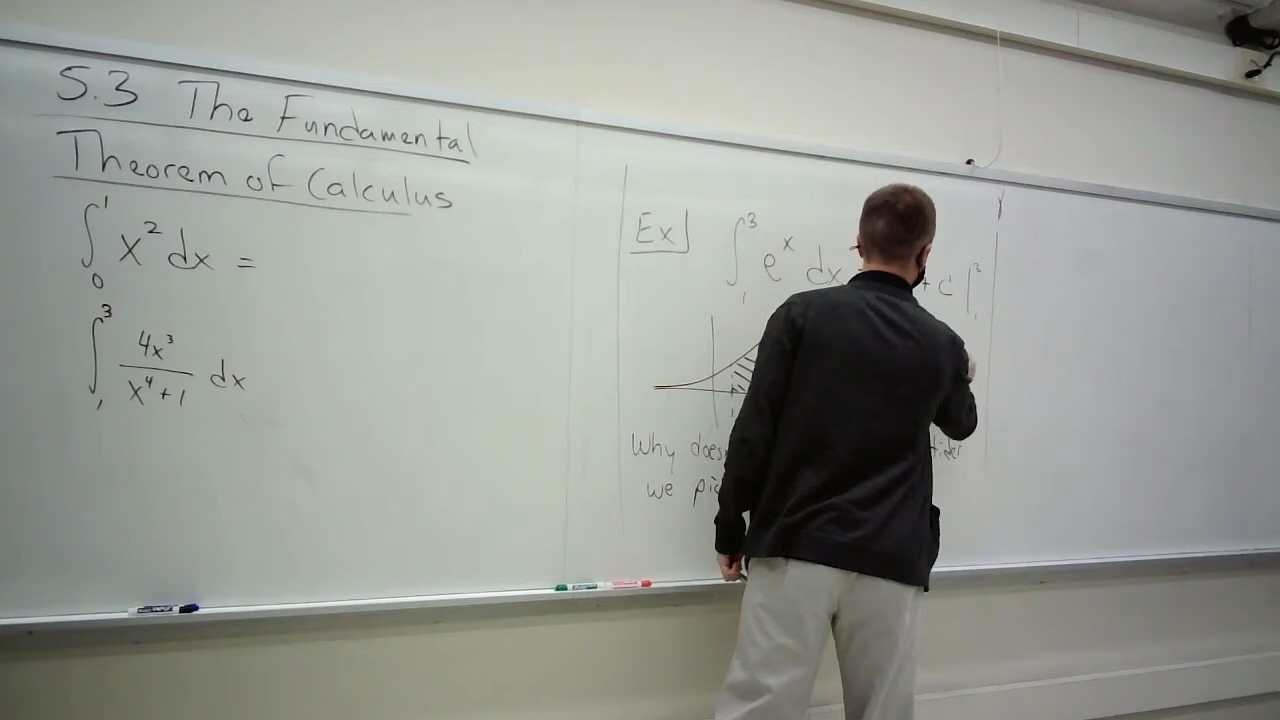 5.3 The Fundamental
Theorem of Calculus
∫₀¹ x² dx =
∫₁³ 4x³/(x⁴+1) dx
Ex
∫₁³ eˣ dx + C |₁³
Why does
we